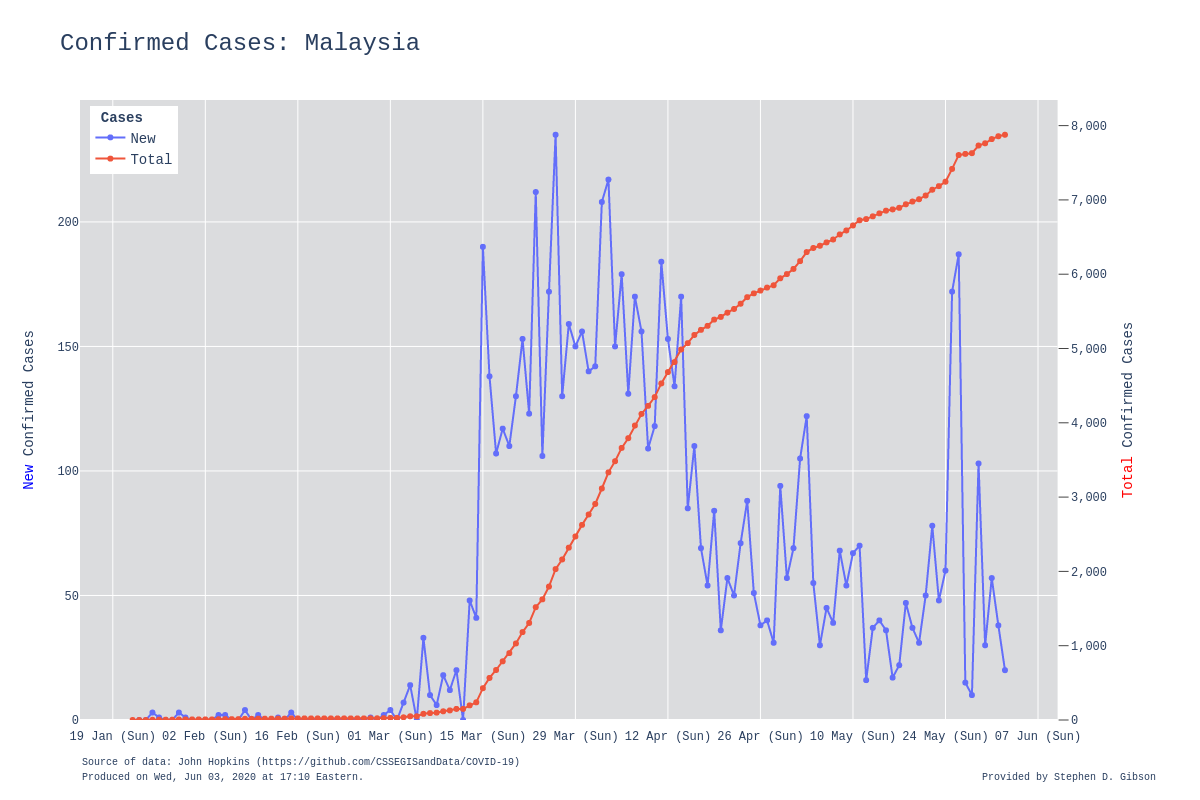 Confirmed Cases: Malaysia
Cases
New
Total
8,000
7,000
6,000
5,000
4,000
3,000
2,000
1,000
0
200
150
100
50
0
New Confirmed Cases
Total Confirmed Cases
19 Jan (Sun) 02 Feb (Sun) 16 Feb (Sun) 01 Mar (Sun) 15 Mar (Sun) 29 Mar (Sun) 12 Apr (Sun) 26 Apr (Sun) 10 May (Sun) 24 May (Sun) 07 Jun (Sun)
Source of data: John Hopkins (https://github.com/CSSEGISandData/COVID-19)
Produced on Wed, Jun 03, 2020 at 17:10 Eastern.
Provided by Stephen D. Gibson